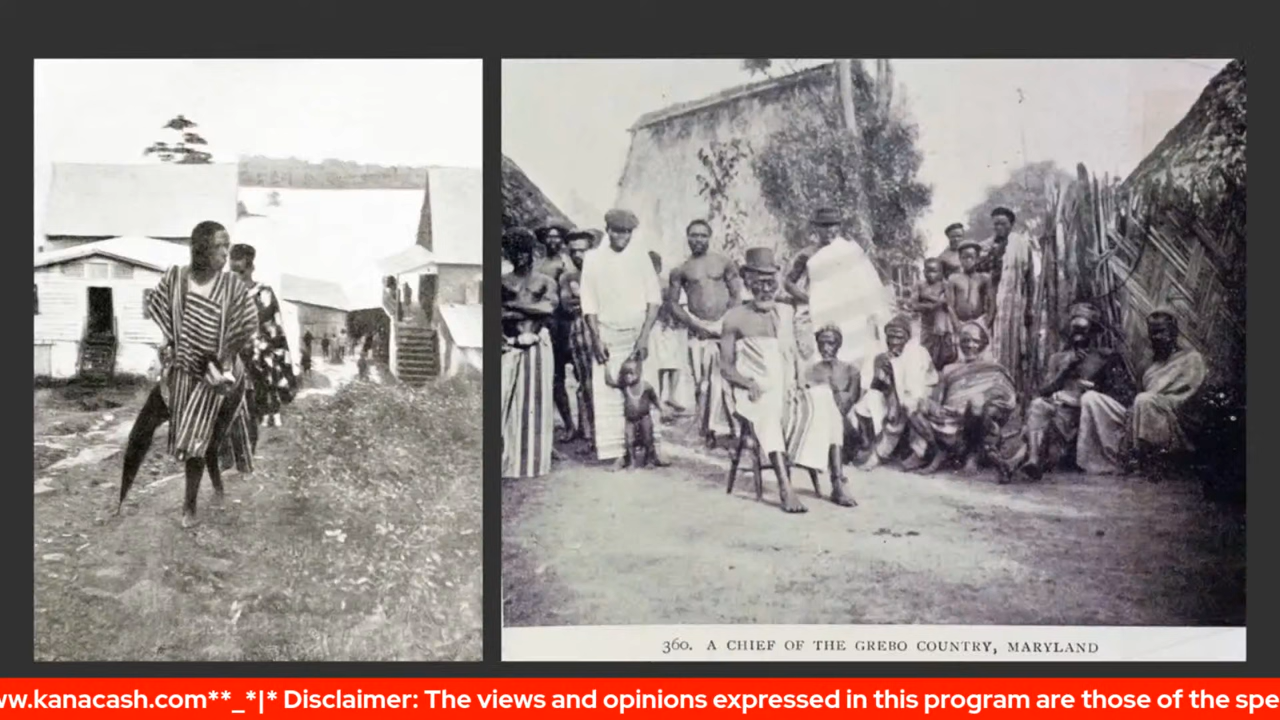 360. A CHIEF OF THE GREBO COUNTRY, MARYLAND
ww.kanacash.com**_*|* Disclaimer: The views and opinions expressed in this program are those of the spe